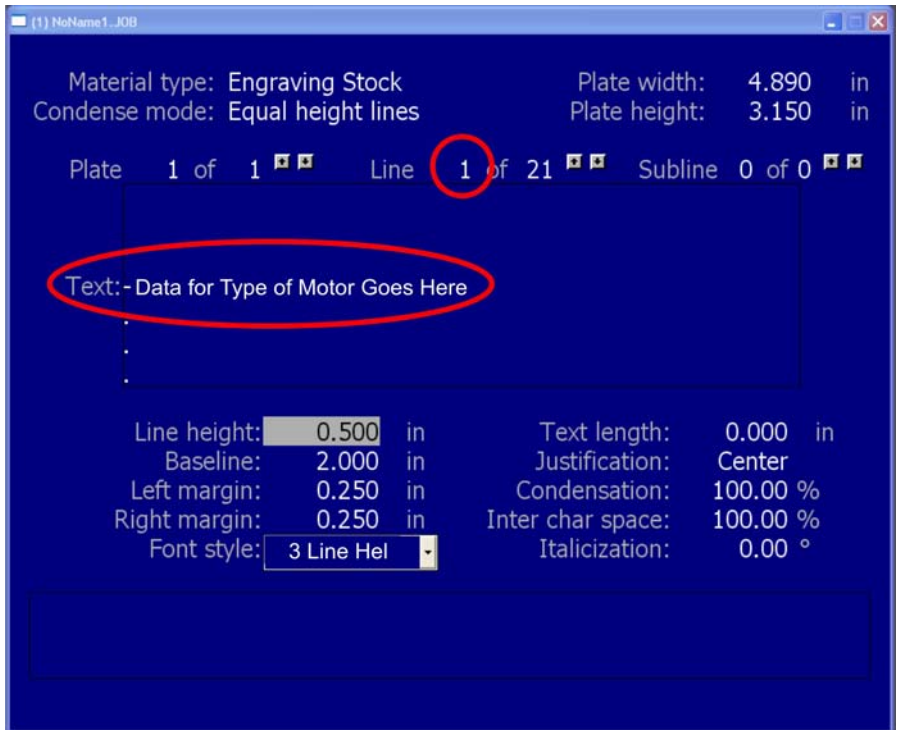 (1) NoName1.JOB
Material type: Engraving Stock Plate width: 4.890 in
Condense mode: Equal height lines Plate height: 3.150 in
Plate 1 of 1 Line 1 of 21 Subline 0 of 0
Text:- Data for Type of Motor Goes Here
Line height: 0.500 in Text length: 0.000 in
Baseline: 2.000 in Justification: Center
Left margin: 0.250 in Condensation: 100.00 %
Right margin: 0.250 in Inter char space: 100.00 %
Font style: 3 Line Hel Italicization: 0.00 °